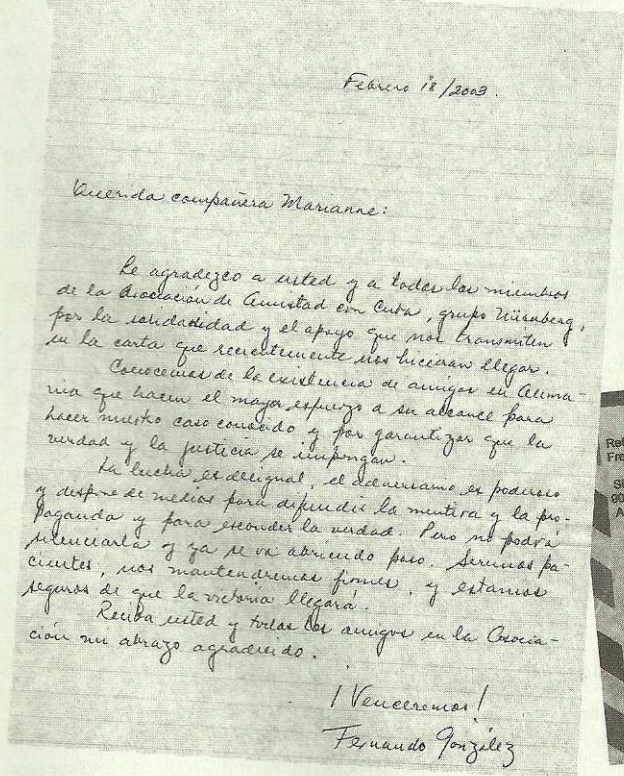 Febrero 18/2003.
Querida compañera Marianne:
Le agradezco a usted y a todos los miembros
de la Asociación de Amistad con Cuba, grupo Nürnberg,
por la solidaridad y el apoyo que nos transmiten
en la carta que recientemente nos hicieran llegar.
Conocemos de la existencia de amigos en Alema-
nia que hacen el mayor esfuerzo a su alcance para
hacer nuestro caso conocido y por garantizar que la
verdad y la justicia se impongan.
La lucha es desigual, el adversario es poderoso
y dispone de medios para difundir la mentira y la pro-
paganda y para esconder la verdad. Pero no podrá
silenciarla y ya se va abriendo paso. Seremos pa-
cientes, nos mantendremos firmes, y estamos
seguros de que la victoria llegará.
Reciba usted y todos los amigos en la Asocia-
ción un abrazo agradecido.
¡Venceremos!
Fernando González
Fre